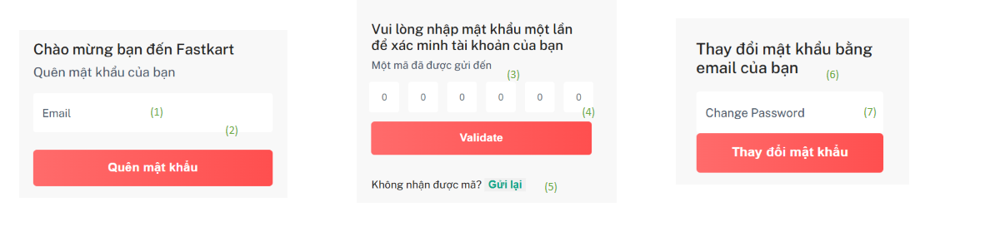 Chào mừng bạn đến Fastkart
Quên mật khẩu của bạn
Email
(1)
(2)
Quên mật khẩu
Vui lòng nhập mật khẩu một lần
để xác minh tài khoản của bạn
Một mã đã được gửi đến
(3)
0 0 0 0 0 0
(4)
Validate
Không nhận được mã? Gửi lại
(5)
Thay đổi mật khẩu bằng
email của bạn
(6)
Change Password
(7)
Thay đổi mật khẩu